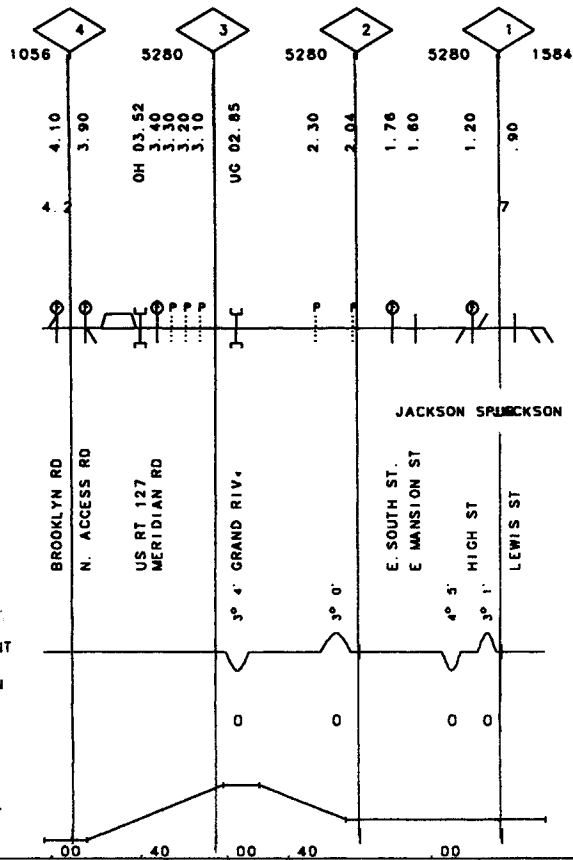 4 3 2 1
1056 5280 5280 5280 1584
4.10
3.90
OH 03.52
3.40
3.30
3.20
3.10
UG 02.85
2.30
2.04
1.76
1.60
1.20
.90
4.2 7
P P P P P
JACKSON
BROOKLYN RD
N. ACCESS RD
US RT 127
MERIDIAN RD
GRAND RIV
E. SOUTH ST.
E MANSION ST
HIGH ST
LEWIS ST
3° 4'
3° 0'
4° 5'
3° 1'
0 0 0 0
.00 .40 .00 .40 .00